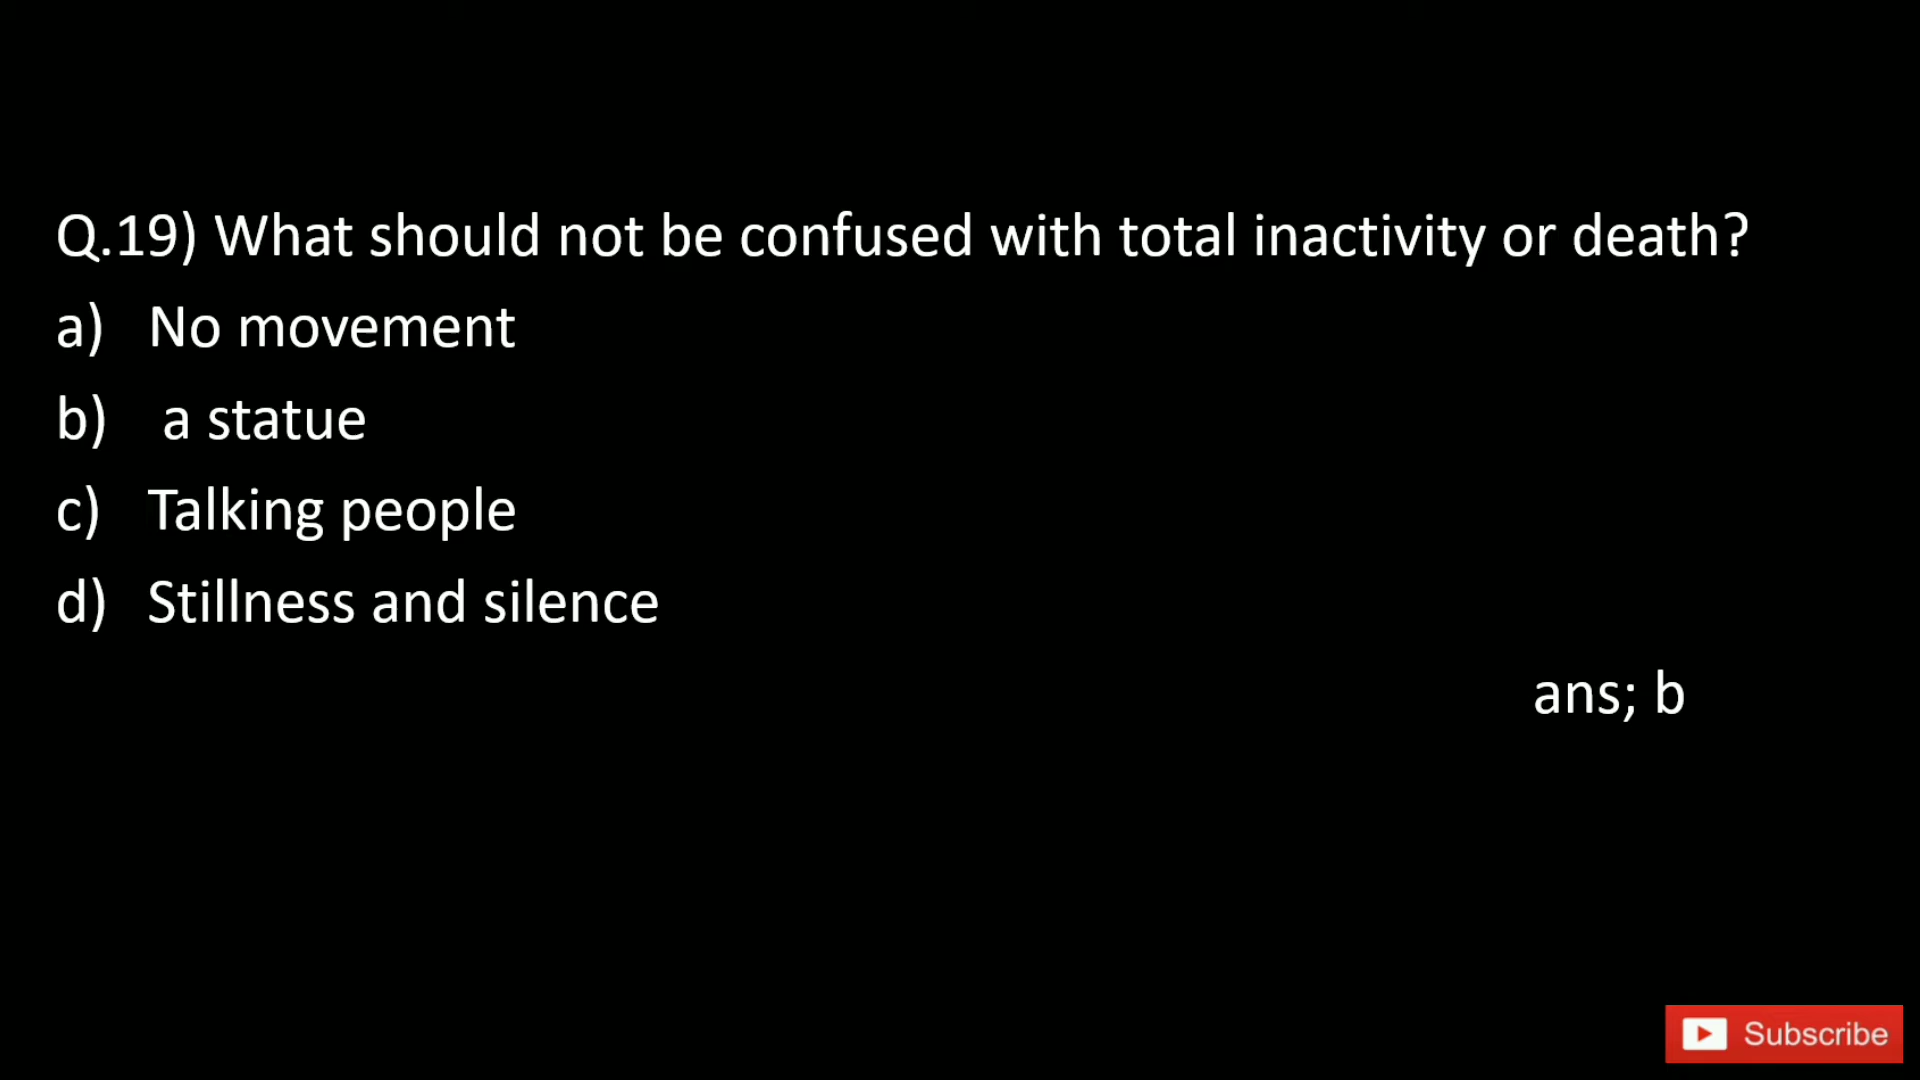 Q.19) What should not be confused with total inactivity or death?
a) No movement
b) a statue
c) Talking people
d) Stillness and silence
ans; b
Subscribe